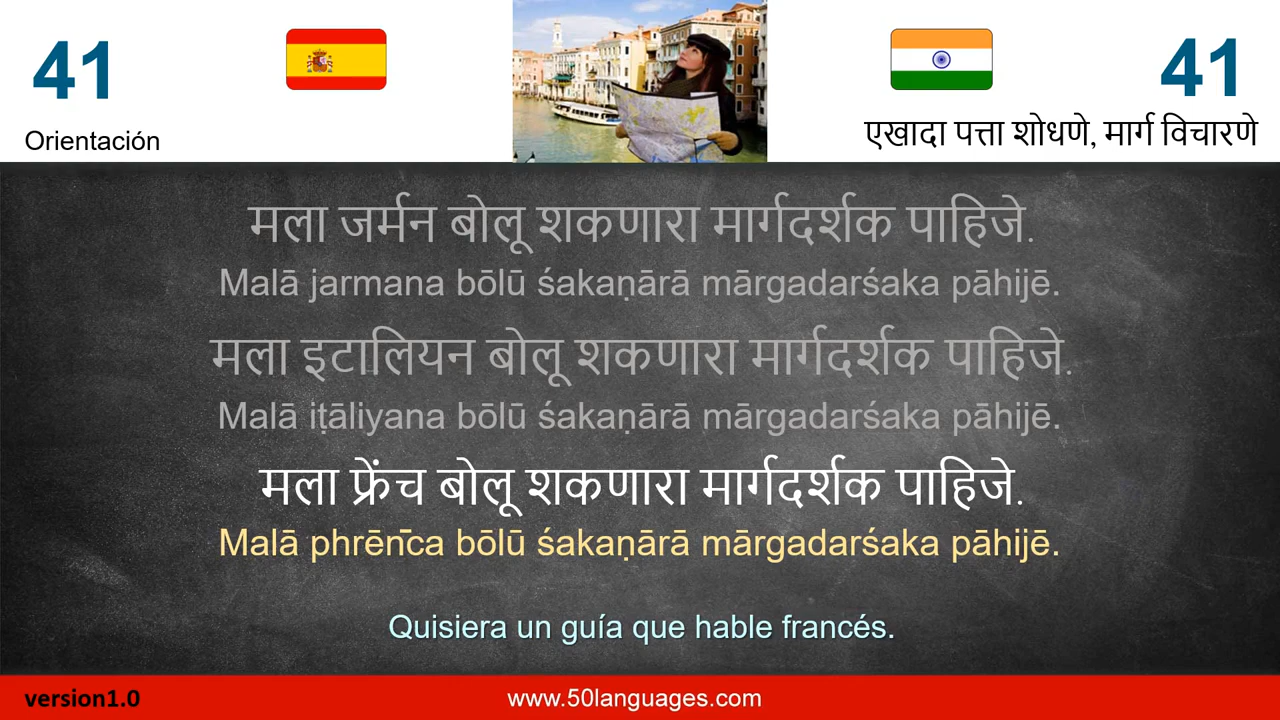 41
41
Orientación
एखादा पत्ता शोधणे, मार्ग विचारणे
मला जर्मन बोलू शकणारा मार्गदर्शक पाहिजे.
Malā jarmana bōlū śakaṇārā mārgadarśaka pāhijē.
मला इटालियन बोलू शकणारा मार्गदर्शक पाहिजे.
Malā iṭāliyana bōlū śakaṇārā mārgadarśaka pāhijē.
मला फ्रेंच बोलू शकणारा मार्गदर्शक पाहिजे.
Malā phrēn̄ca bōlū śakaṇārā mārgadarśaka pāhijē.
Quisiera un guía que hable francés.
version1.0
www.50languages.com